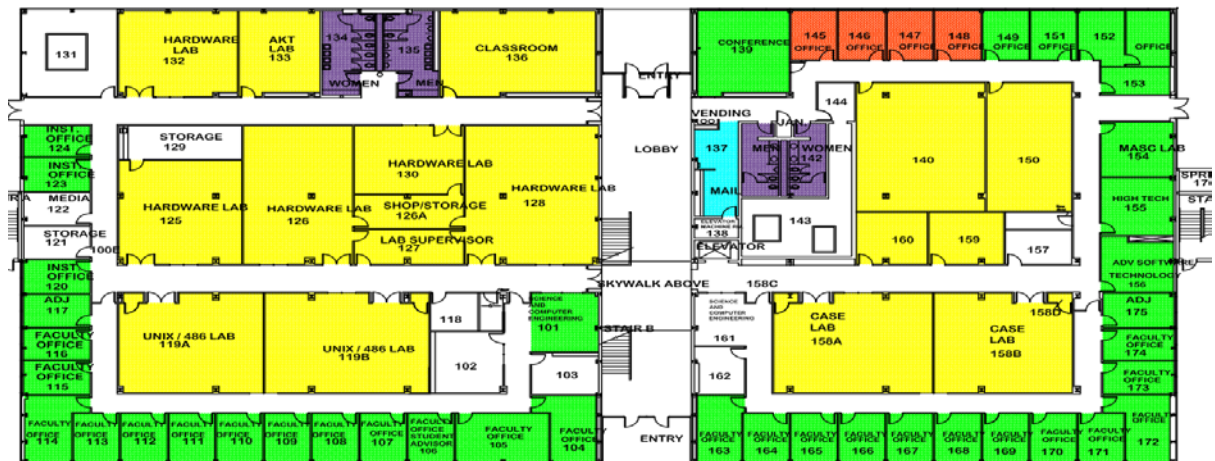 131
HARDWARE
LAB
132
AKT
LAB
133
134
135
WOMEN
MEN
CLASSROOM
136
ENTRY
CONFERENCE
139
145
OFFICE
146
OFFICE
147
OFFICE
148
OFFICE
149
OFFICE
151
OFFICE
152
OFFICE
153
INST.
OFFICE
124
INST.
OFFICE
123
MEDIA
122
STORAGE
121
100E
STORAGE
129
HARDWARE LAB
125
HARDWARE LAB
126
HARDWARE LAB
130
SHOP/STORAGE
126A
LAB SUPERVISOR
127
HARDWARE LAB
128
LOBBY
VENDING
137
MAIL
ELEVATOR
MACHINE RM
138
ELEVATOR
JAN.
MEN
WOMEN
142
144
143
140
150
160
159
157
MASC LAB
154
HIGH TECH
155
ADV SOFTWARE
TECHNOLOGY
156
INST.
OFFICE
120
ADJ
117
FACULTY
OFFICE
116
FACULTY
OFFICE
115
UNIX / 486 LAB
119A
UNIX / 486 LAB
119B
118
102
SCIENCE
AND
COMPUTER
ENGINEERING
101
103
SKYWALK ABOVE
158C
STAIR B
SCIENCE
AND
COMPUTER
ENGINEERING
161
162
CASE
LAB
158A
CASE
LAB
158B
158D
ADJ
175
FACULTY
OFFICE
174
FACULTY
OFFICE
173
FACULTY
OFFICE
114
FACULTY
OFFICE
113
FACULTY
OFFICE
112
FACULTY
OFFICE
111
FACULTY
OFFICE
110
FACULTY
OFFICE
109
FACULTY
OFFICE
108
FACULTY
OFFICE
107
FACULTY
OFFICE
STUDENT
ADVISOR
106
FACULTY
OFFICE
105
FACULTY
OFFICE
104
ENTRY
FACULTY
OFFICE
163
FACULTY
OFFICE
164
FACULTY
OFFICE
165
FACULTY
OFFICE
166
FACULTY
OFFICE
167
FACULTY
OFFICE
168
FACULTY
OFFICE
169
FACULTY
OFFICE
170
FACULTY
OFFICE
171
172